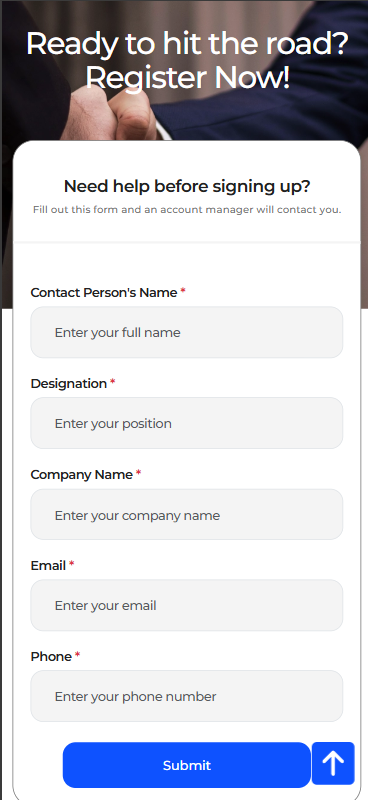 Ready to hit the road?
Register Now!
Need help before signing up?
Fill out this form and an account manager will contact you.
Contact Person's Name *
Enter your full name
Designation *
Enter your position
Company Name *
Enter your company name
Email *
Enter your email
Phone *
Enter your phone number
Submit